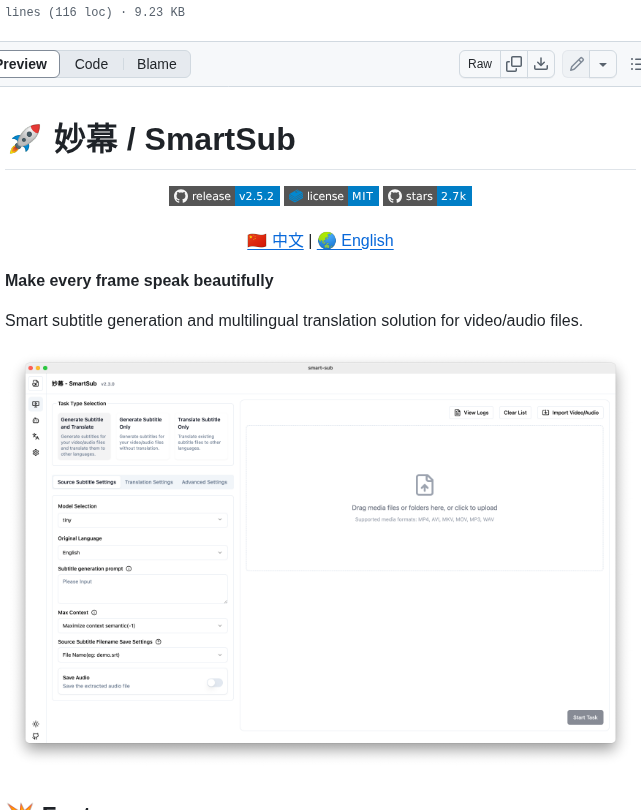 lines (116 loc) · 9.23 KB
Preview Code Blame Raw
妙幕 / SmartSub
release v2.5.2 license MIT stars 2.7k
中文 | English
Make every frame speak beautifully
Smart subtitle generation and multilingual translation solution for video/audio files.
smart-sub
妙幕 - SmartSub v2.3.0
Task Type Selection
Generate Subtitle and Translate
Generate subtitles for your video/audio files and translate them to other languages.
Generate Subtitle Only
Generate subtitles for your video/audio files without translation.
Translate Subtitle Only
Translate existing subtitle files to other languages.
View Logs Clear List Import Video/Audio
Source Subtitle Settings Translation Settings Advanced Settings
Model Selection
tiny
Original Language
English
Subtitle generation prompt
Please input
Max Context
Maximize context semantic(-1)
Source Subtitle Filename Save Settings
File Name(eg: demo.srt)
Save Audio
Save the extracted audio file
Drag media files or folders here, or click to upload
Supported media formats: MP4, AVI, MKV, MOV, MP3, WAV
Start Task